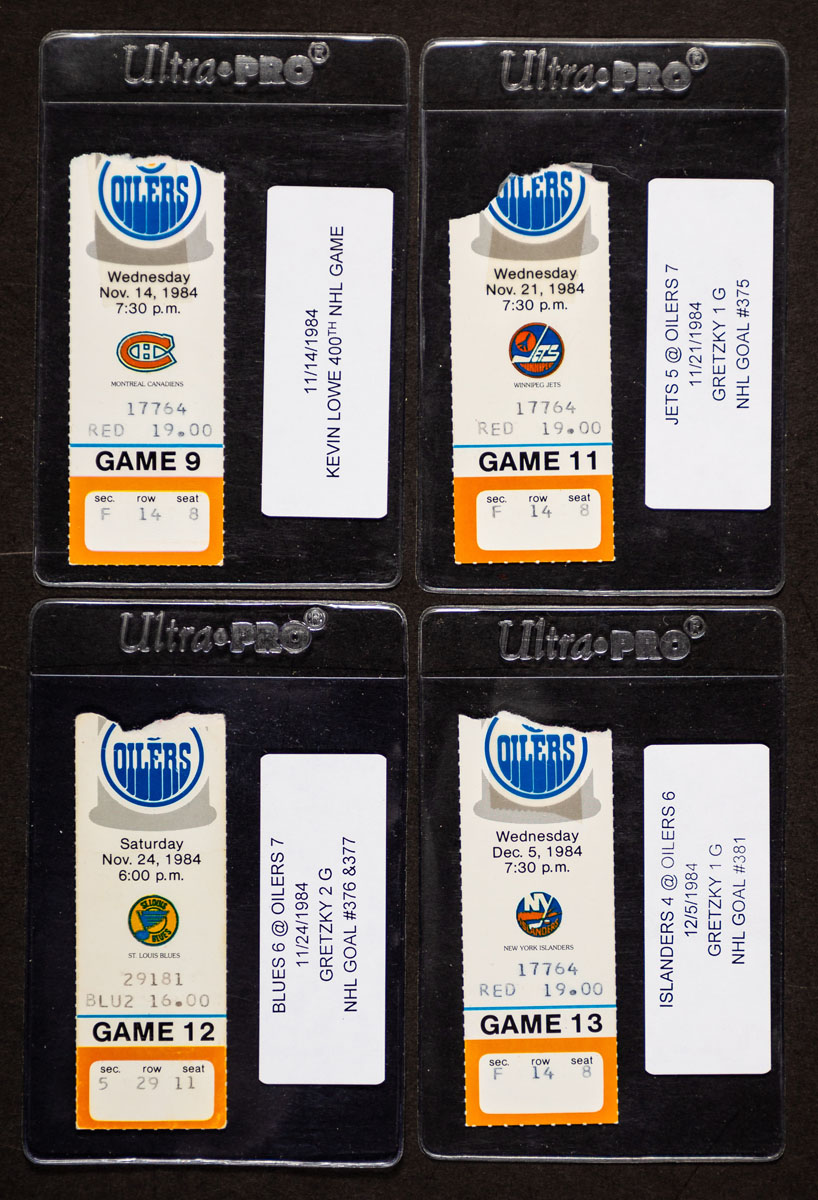 Ultra•PRO®
OILERS
Wednesday
Nov. 14, 1984
7:30 p.m.
MONTREAL CANADIENS
17764
RED 19.00
GAME 9
sec. row seat
F 14 8
11/14/1984
KEVIN LOWE 400TH NHL GAME
Ultra•PRO®
OILERS
Wednesday
Nov. 21, 1984
7:30 p.m.
JETS
WINNIPEG JETS
17764
RED 19.00
GAME 11
sec. row seat
F 14 8
JETS 5 @ OILERS 7
11/21/1984
GRETZKY 1 G
NHL GOAL #375
Ultra•PRO®
OILERS
Saturday
Nov. 24, 1984
6:00 p.m.
ST. LOUIS
BLUES
ST. LOUIS BLUES
29181
BLU2 16.00
GAME 12
sec. row seat
5 29 11
BLUES 6 @ OILERS 7
11/24/1984
GRETZKY 2 G
NHL GOAL #376 &377
Ultra•PRO®
OILERS
Wednesday
Dec. 5, 1984
7:30 p.m.
NY
ISLANDERS
NEW YORK ISLANDERS
17764
RED 19.00
GAME 13
sec. row seat
F 14 8
ISLANDERS 4 @ OILERS 6
12/5/1984
GRETZKY 1 G
NHL GOAL #381